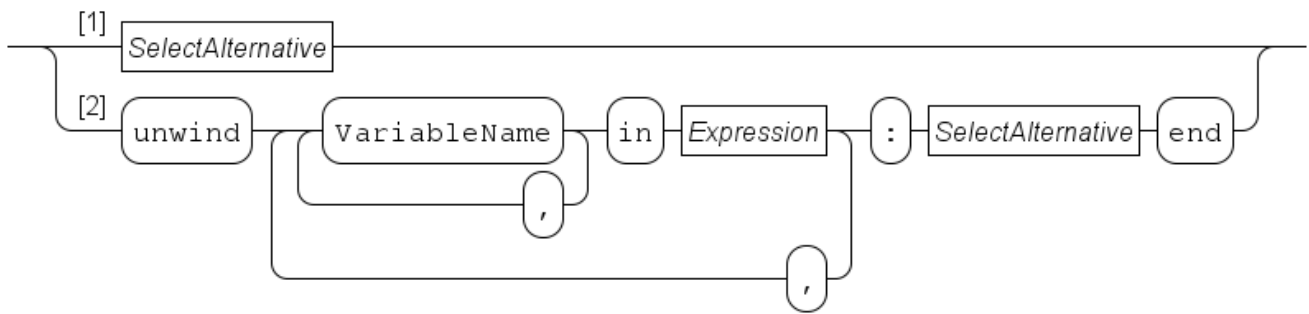 [1] SelectAlternative
[2] unwind VariableName in Expression : SelectAlternative end
,
,